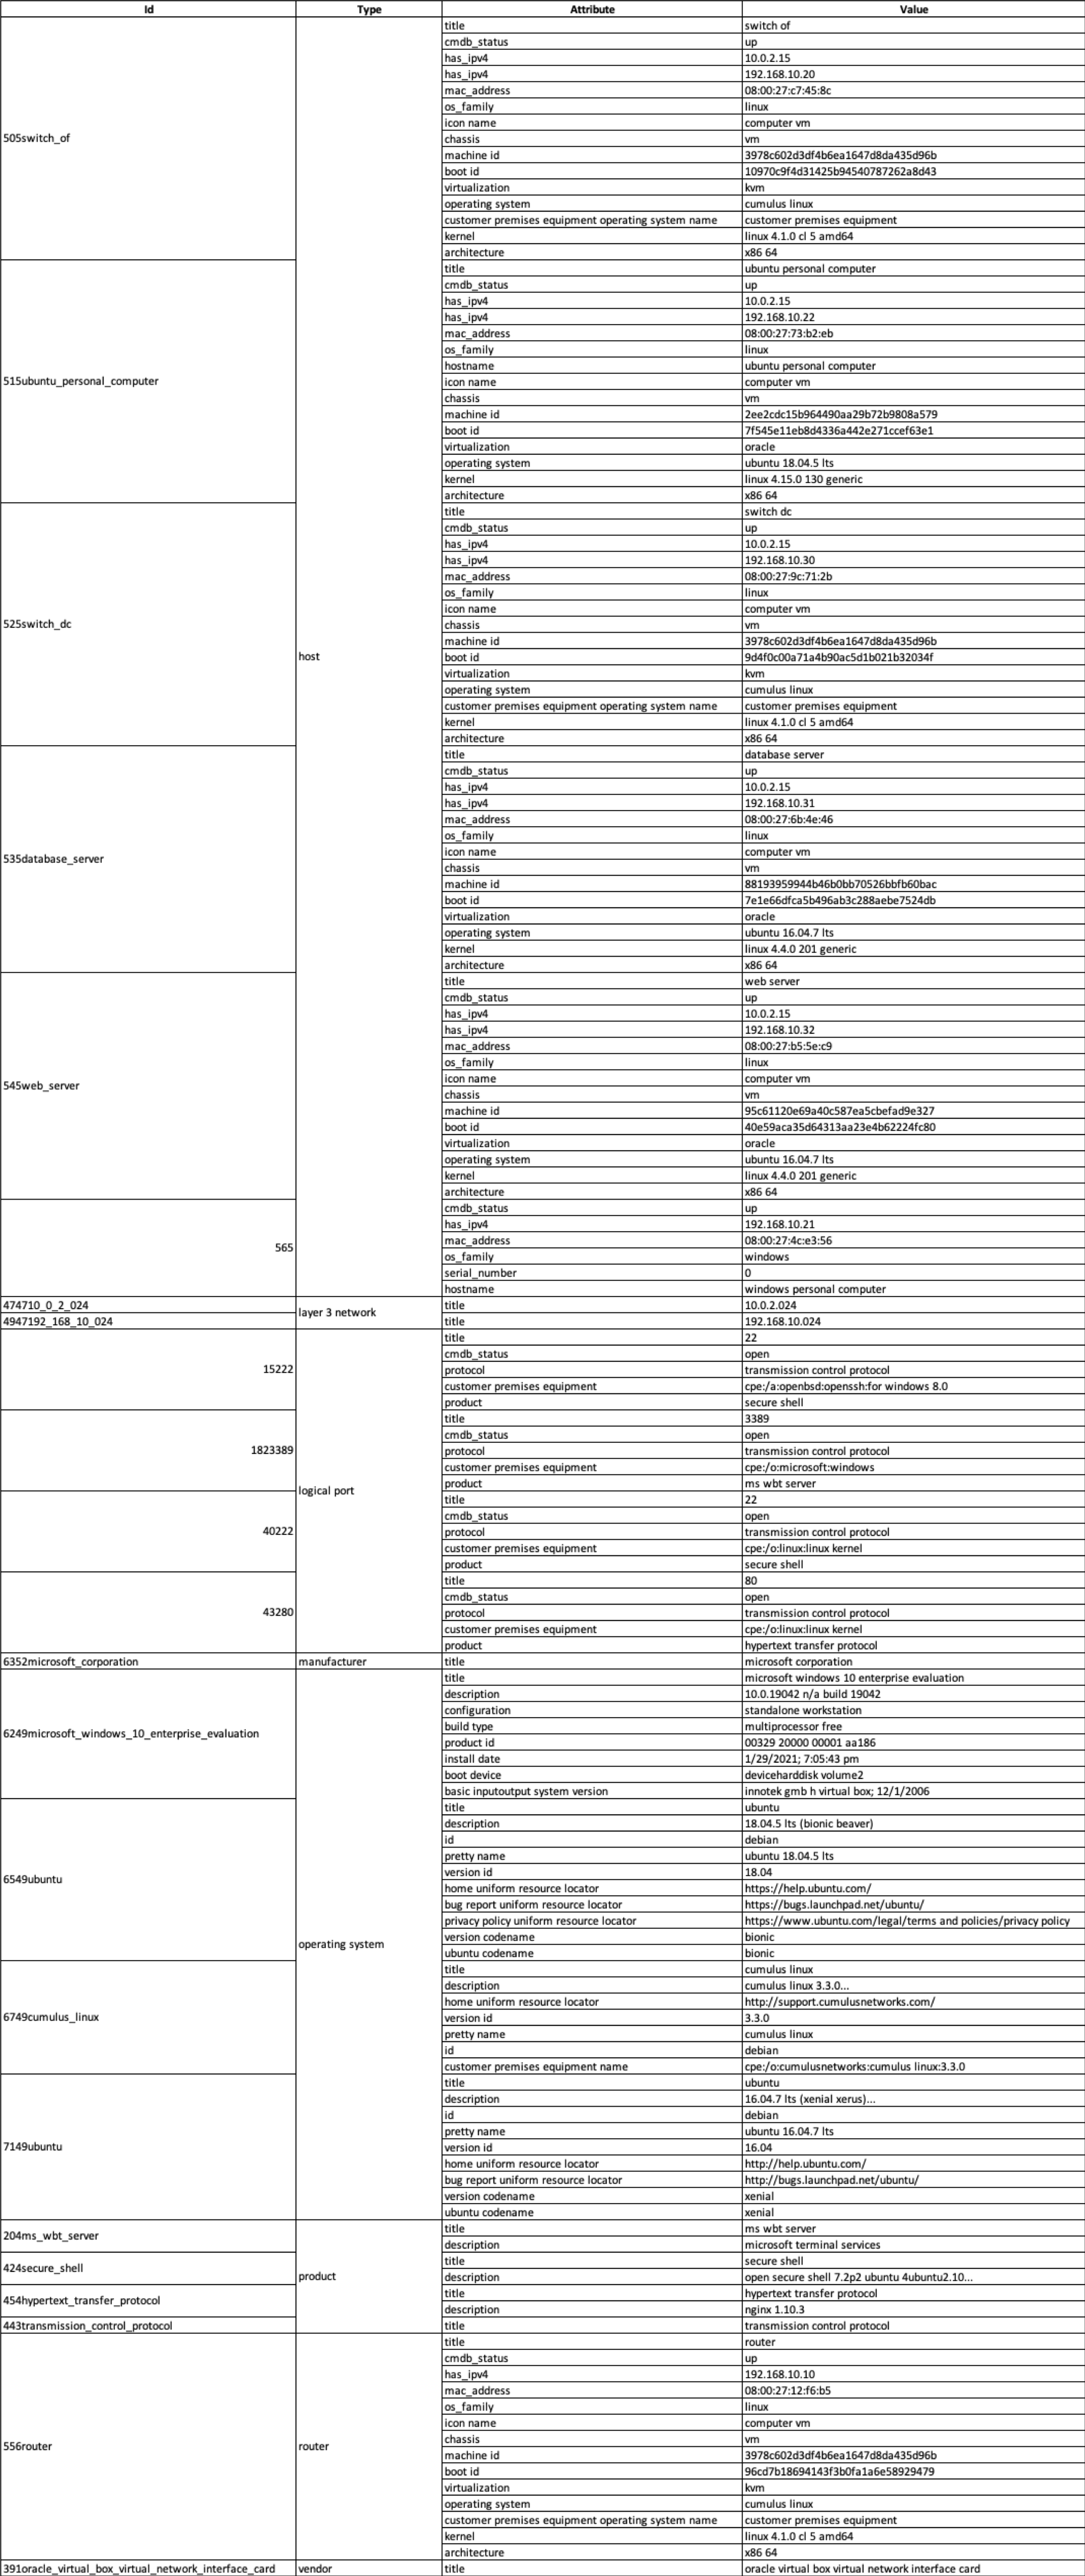 Id Type Attribute Value
505switch_of host title switch of
cmdb_status up
has_ipv4 10.0.2.15
has_ipv4 192.168.10.20
mac_address 08:00:27:c7:45:8c
os_family linux
icon name computer vm
chassis vm
machine id 3978c602d3df4b6ea1647d8da435d96b
boot id 10970c9f4d31425b94540787262a8d43
virtualization kvm
operating system cumulus linux
customer premises equipment operating system name customer premises equipment
kernel linux 4.1.0 cl 5 amd64
architecture x86 64
515ubuntu_personal_computer title ubuntu personal computer
cmdb_status up
has_ipv4 10.0.2.15
has_ipv4 192.168.10.22
mac_address 08:00:27:73:b2:eb
os_family linux
hostname ubuntu personal computer
icon name computer vm
chassis vm
machine id 2ee2cdc15b964490aa29b72b9808a579
boot id 7f545e11eb8d4336a442e271ccef63e1
virtualization oracle
operating system ubuntu 18.04.5 lts
kernel linux 4.15.0 130 generic
architecture x86 64
525switch_dc title switch dc
cmdb_status up
has_ipv4 10.0.2.15
has_ipv4 192.168.10.30
mac_address 08:00:27:9c:71:2b
os_family linux
icon name computer vm
chassis vm
machine id 3978c602d3df4b6ea1647d8da435d96b
boot id 9d4f0c00a71a4b90ac5d1b021b32034f
virtualization kvm
operating system cumulus linux
customer premises equipment operating system name customer premises equipment
kernel linux 4.1.0 cl 5 amd64
architecture x86 64
535database_server title database server
cmdb_status up
has_ipv4 10.0.2.15
has_ipv4 192.168.10.31
mac_address 08:00:27:6b:4e:46
os_family linux
icon name computer vm
chassis vm
machine id 88193959944b46b0bb70526bbfb60bac
boot id 7e1e66dfca5b496ab3c288aebe7524db
virtualization oracle
operating system ubuntu 16.04.7 lts
kernel linux 4.4.0 201 generic
architecture x86 64
545web_server title web server
cmdb_status up
has_ipv4 10.0.2.15
has_ipv4 192.168.10.32
mac_address 08:00:27:b5:5e:c9
os_family linux
icon name computer vm
chassis vm
machine id 95c61120e69a40c587ea5cbefad9e327
boot id 40e59aca35d64313aa23e4b62224fc80
virtualization oracle
operating system ubuntu 16.04.7 lts
kernel linux 4.4.0 201 generic
architecture x86 64
565 cmdb_status up
has_ipv4 192.168.10.21
mac_address 08:00:27:4c:e3:56
os_family windows
serial_number 0
hostname windows personal computer
474710_0_2_024 layer 3 network title 10.0.2.024
4947192_168_10_024 title 192.168.10.024
15222 logical port title 22
cmdb_status open
protocol transmission control protocol
customer premises equipment cpe:/a:openbsd:openssh:for windows 8.0
product secure shell
1823389 title 3389
cmdb_status open
protocol transmission control protocol
customer premises equipment cpe:/o:microsoft:windows
product ms wbt server
40222 title 22
cmdb_status open
protocol transmission control protocol
customer premises equipment cpe:/o:linux:linux kernel
product secure shell
43280 title 80
cmdb_status open
protocol transmission control protocol
customer premises equipment cpe:/o:linux:linux kernel
product hypertext transfer protocol
6352microsoft_corporation manufacturer title microsoft corporation
6249microsoft_windows_10_enterprise_evaluation operating system title microsoft windows 10 enterprise evaluation
description 10.0.19042 n/a build 19042
configuration standalone workstation
build type multiprocessor free
product id 00329 20000 00001 aa186
install date 1/29/2021; 7:05:43 pm
boot device deviceharddisk volume2
basic inputoutput system version innotek gmb h virtual box; 12/1/2006
6549ubuntu title ubuntu
description 18.04.5 lts (bionic beaver)
id debian
pretty name ubuntu 18.04.5 lts
version id 18.04
home uniform resource locator https://help.ubuntu.com/
bug report uniform resource locator https://bugs.launchpad.net/ubuntu/
privacy policy uniform resource locator https://www.ubuntu.com/legal/terms and policies/privacy policy
version codename bionic
ubuntu codename bionic
6749cumulus_linux title cumulus linux
description cumulus linux 3.3.0...
home uniform resource locator http://support.cumulusnetworks.com/
version id 3.3.0
pretty name cumulus linux
id debian
customer premises equipment name cpe:/o:cumulusnetworks:cumulus linux:3.3.0
7149ubuntu title ubuntu
description 16.04.7 lts (xenial xerus)...
id debian
pretty name ubuntu 16.04.7 lts
version id 16.04
home uniform resource locator http://help.ubuntu.com/
bug report uniform resource locator http://bugs.launchpad.net/ubuntu/
version codename xenial
ubuntu codename xenial
204ms_wbt_server product title ms wbt server
description microsoft terminal services
424secure_shell title secure shell
description open secure shell 7.2p2 ubuntu 4ubuntu2.10...
454hypertext_transfer_protocol title hypertext transfer protocol
description nginx 1.10.3
443transmission_control_protocol title transmission control protocol
556router router title router
cmdb_status up
has_ipv4 192.168.10.10
mac_address 08:00:27:12:f6:b5
os_family linux
icon name computer vm
chassis vm
machine id 3978c602d3df4b6ea1647d8da435d96b
boot id 96cd7b18694143f3b0fa1a6e58929479
virtualization kvm
operating system cumulus linux
customer premises equipment operating system name customer premises equipment
kernel linux 4.1.0 cl 5 amd64
architecture x86 64
391oracle_virtual_box_virtual_network_interface_card vendor title oracle virtual box virtual network interface card